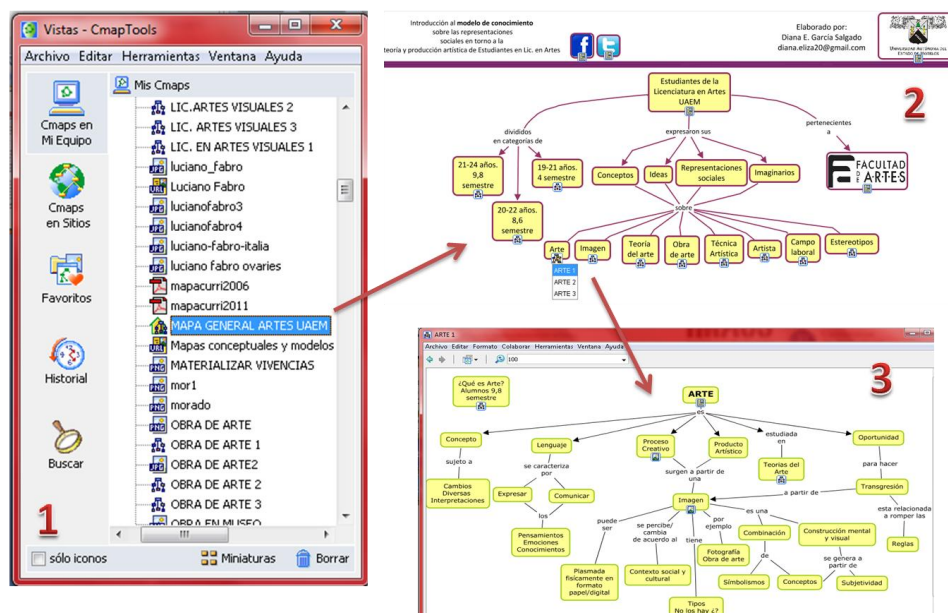 Vistas - CmapTools
Archivo Editar Herramientas Ventana Ayuda
Cmaps en
Mi Equipo
Cmaps
en Sitios
Favoritos
Historial
Buscar
1
Mis Cmaps
LIC.ARTES VISUALES 2
LIC. ARTES VISUALES 3
LIC. EN ARTES VISUALES 1
luciano_fabro
Luciano Fabro
lucianofabro3
lucianofabro4
luciano-fabro-italia
luciano fabro ovaries
mapacurri2006
mapacurri2011
MAPA GENERAL ARTES UAEM
Mapas conceptuales y modelos
MATERIALIZAR VIVENCIAS
mor1
morado
OBRA DE ARTE
OBRA DE ARTE 1
OBRA DE ARTE2
OBRA DE ARTE 2
OBRA DE ARTE 3
OBRA EN MUSEO
sólo iconos
Miniaturas
Borrar
Introducción al modelo de conocimiento
sobre las representaciones
sociales en torno a la
teoría y producción artística de Estudiantes en Lic. en Artes
Elaborado por:
Diana E. García Salgado
diana.eliza20@gmail.com
2
Estudiantes de la
Licenciatura en Artes
UAEM
divididos
en categorías de
expresaron sus
pertenecientes
a
21-24 años.
9,8
semestre
19-21 años.
4 semestre
20-22 años.
8,6
semestre
Conceptos
Ideas
Representaciones
sociales
Imaginarios
FACULTAD
DE ARTES
sobre
Arte
Imagen
Teoría
del arte
Obra
de arte
Técnica
Artística
Artista
Campo
laboral
Estereotipos
ARTE 1
ARTE 2
ARTE 3
ARTE 1
Archivo Editar Formato Colaborar Herramientas Ventana Ayuda
100
3
¿Qué es Arte?
Alumnos 9,8
semestre
ARTE
es
Concepto
Lenguaje
Proceso
Creativo
Producto
Artístico
estudiada
en
Oportunidad
sujeto a
se caracteriza
por
surgen a partir de
una
Teorías del
Arte
para hacer
Cambios
Diversas
Interpretaciones
Expresar
Comunicar
Imagen
a partir de
Transgresión
los
Pensamientos
Emociones
Conocimientos
puede
ser
se percibe/
cambia
de acuerdo al
tiene
por
ejemplo
es una
esta relacionada
a romper las
Plasmada
físicamente en
formato
papel/digital
Contexto social y
cultural
Fotografía
Obra de arte
Combinación
Construcción mental
y visual
Reglas
de
se genera a
partir de
Símbolismos
Conceptos
Subjetividad
Tipos
No los hay ¿?